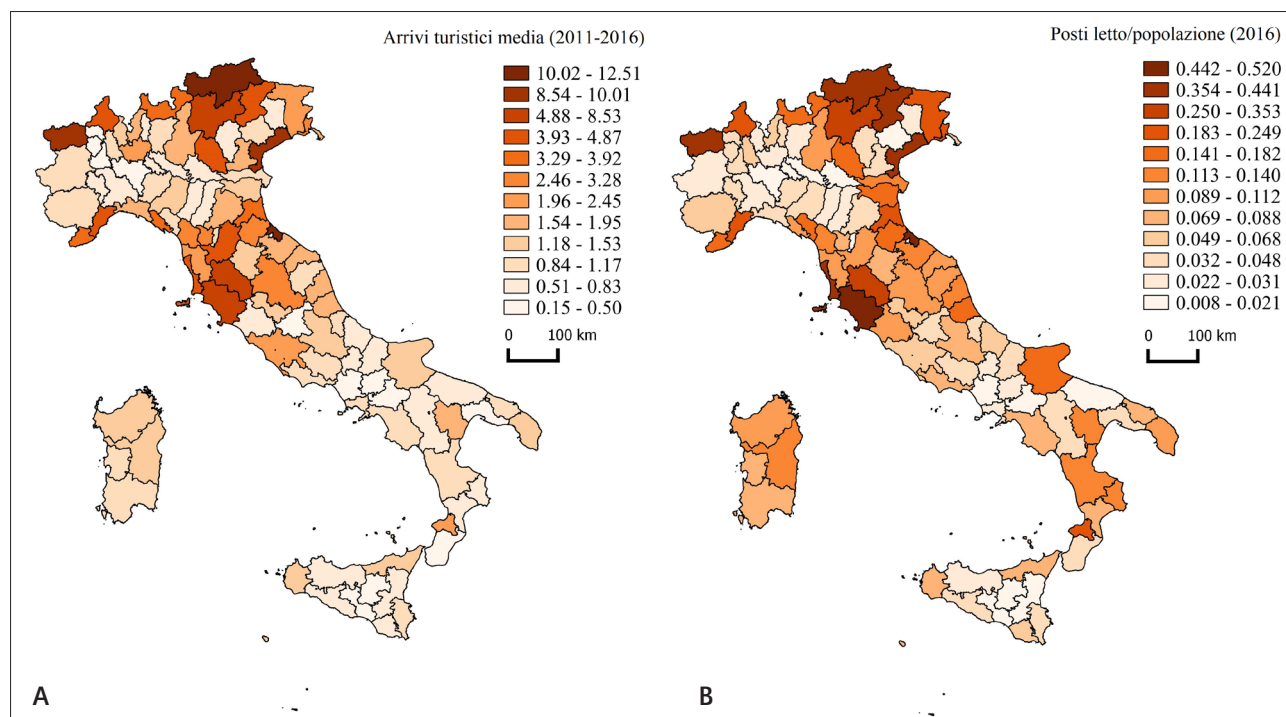 Arrivi turistici media (2011-2016)
10.02 - 12.51
8.54 - 10.01
4.88 - 8.53
3.93 - 4.87
3.29 - 3.92
2.46 - 3.28
1.96 - 2.45
1.54 - 1.95
1.18 - 1.53
0.84 - 1.17
0.51 - 0.83
0.15 - 0.50
0 100 km
A
Posti letto/popolazione (2016)
0.442 - 0.520
0.354 - 0.441
0.250 - 0.353
0.183 - 0.249
0.141 - 0.182
0.113 - 0.140
0.089 - 0.112
0.069 - 0.088
0.049 - 0.068
0.032 - 0.048
0.022 - 0.031
0.008 - 0.021
0 100 km
B